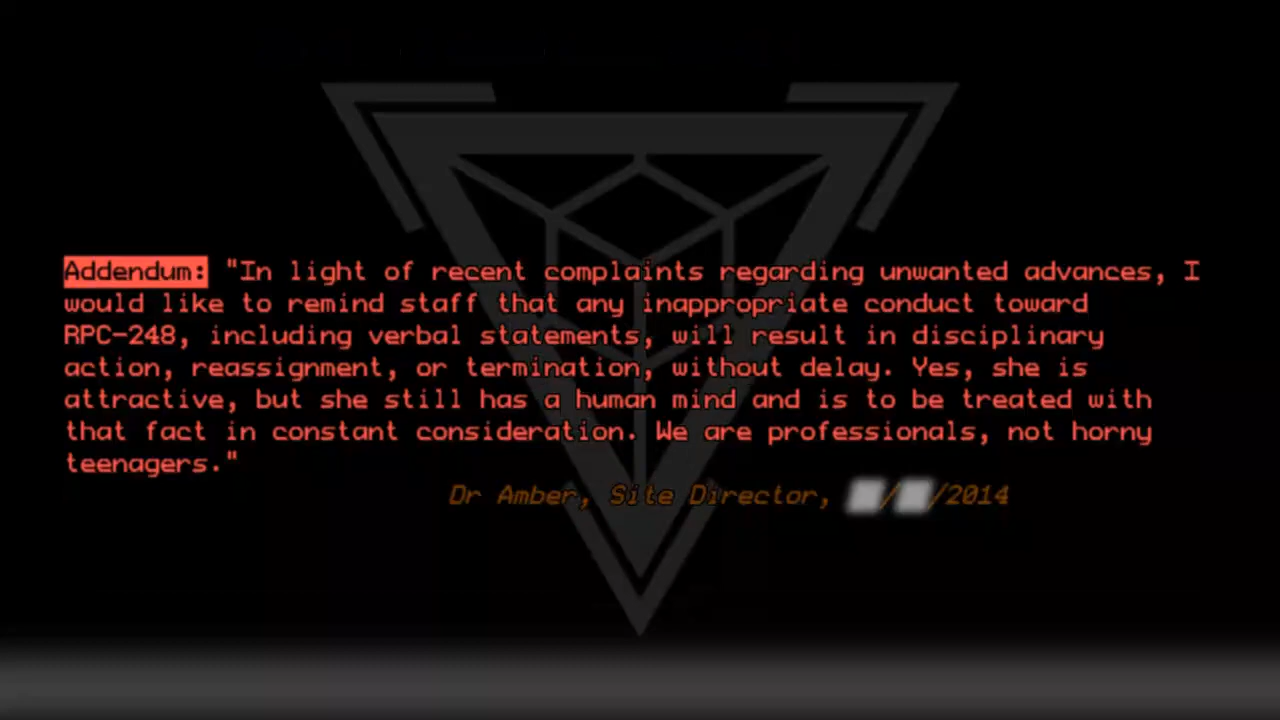 Addendum: "In light of recent complaints regarding unwanted advances, I
would like to remind staff that any inappropriate conduct toward
RPC-248, including verbal statements, will result in disciplinary
action, reassignment, or termination, without delay. Yes, she is
attractive, but she still has a human mind and is to be treated with
that fact in constant consideration. We are professionals, not horny
teenagers."
Dr Amber, Site Director, ██/██/2014